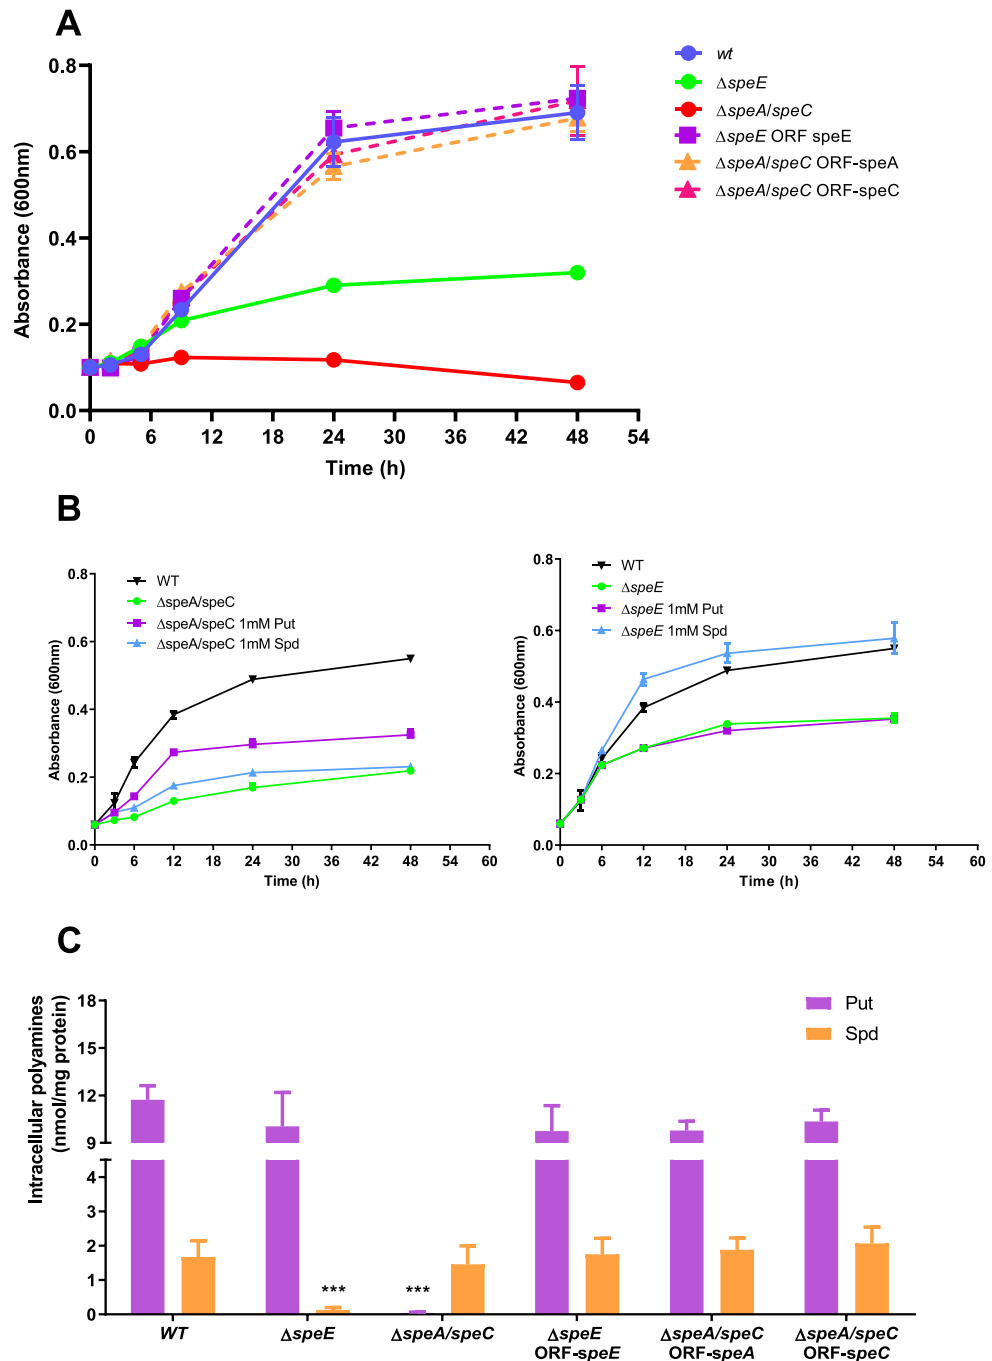 A
Absorbance (600nm)
0.8
0.6
0.4
0.2
0.0
0 6 12 18 24 30 36 42 48 54
Time (h)
wt
ΔspeE
ΔspeA/speC
ΔspeE ORF speE
ΔspeA/speC ORF-speA
ΔspeA/speC ORF-speC
B
Absorbance (600nm)
0.8
0.6
0.4
0.2
0.0
0 6 12 18 24 30 36 42 48 54 60
Time (h)
WT
ΔspeA/speC
ΔspeA/speC 1mM Put
ΔspeA/speC 1mM Spd
Absorbance (600nm)
0.8
0.6
0.4
0.2
0.0
0 6 12 18 24 30 36 42 48 54 60
Time (h)
WT
ΔspeE
ΔspeE 1mM Put
ΔspeE 1mM Spd
C
Intracellular polyamines
(nmol/mg protein)
18
15
12
9
4
3
2
1
0
Put
Spd
*** ***
WT ΔspeE ΔspeA/speC ΔspeE ΔspeA/speC ΔspeA/speC
ORF-speE ORF-speA ORF-speC